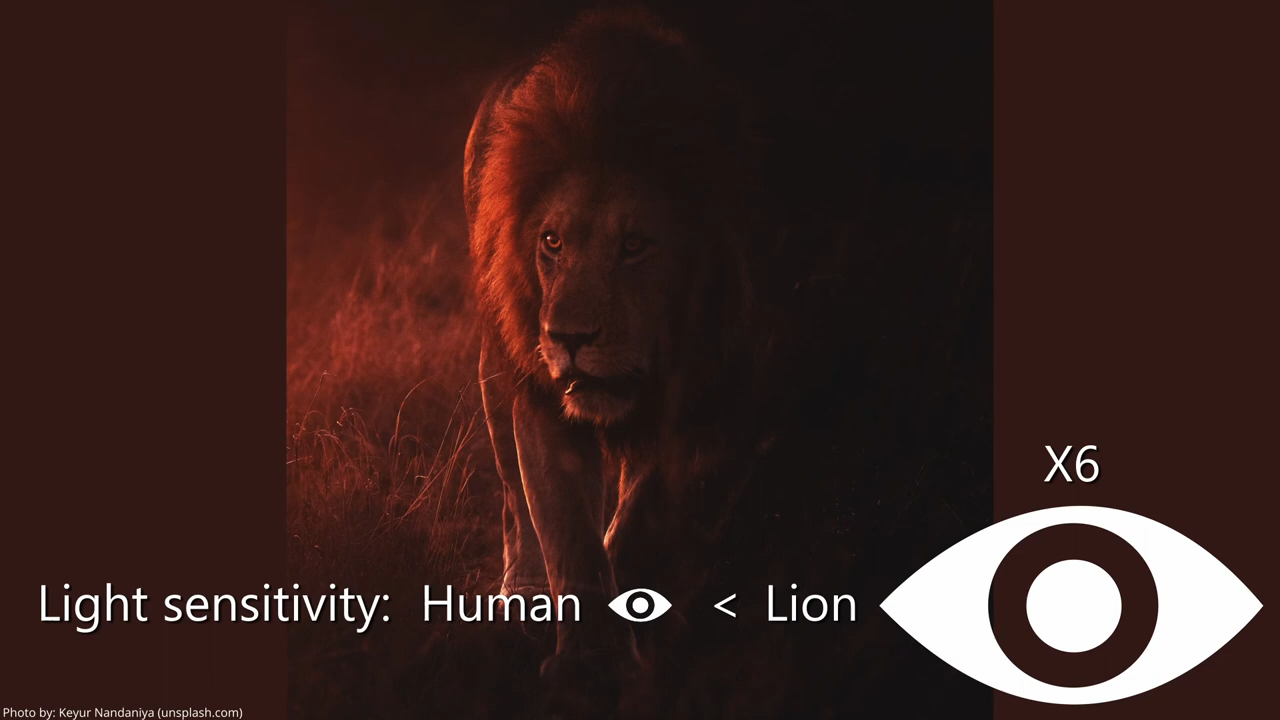 X6
Light sensitivity: Human < Lion
Photo by: Keyur Nandaniya (unsplash.com)